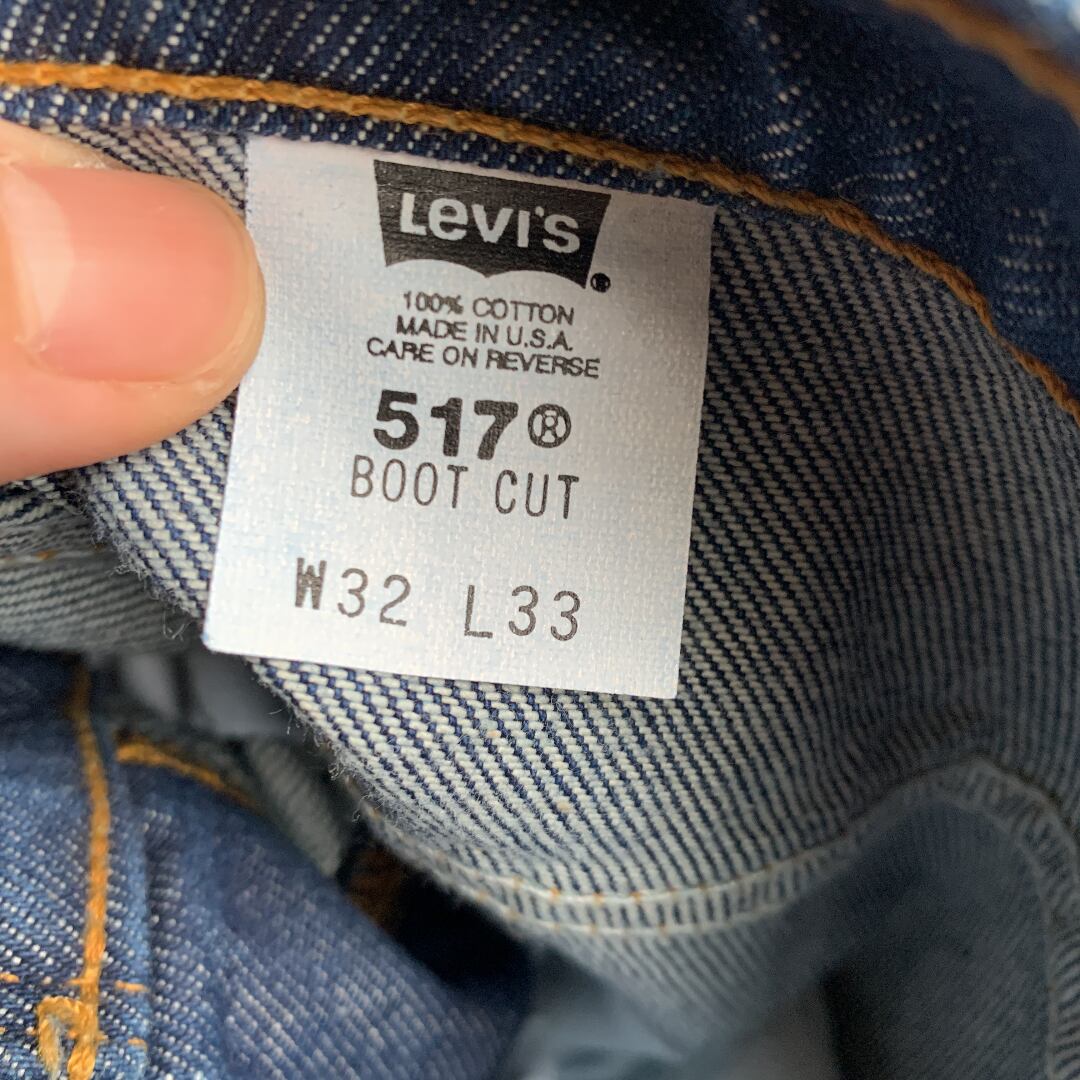 Levi's
100% COTTON
MADE IN U.S.A.
CARE ON REVERSE
517®
BOOT CUT
W32 L33